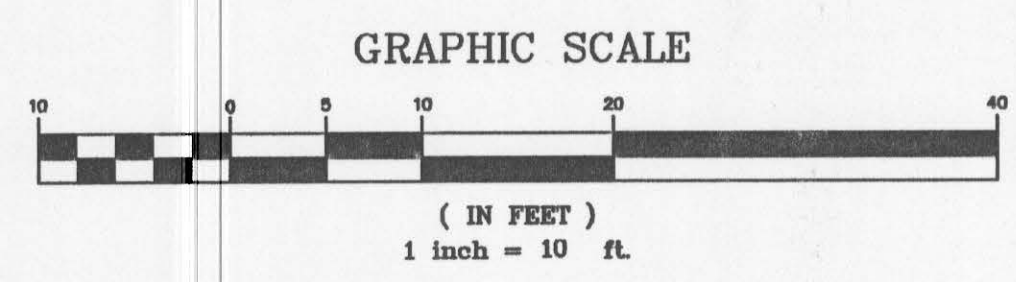 GRAPHIC SCALE
10 0 5 10 20 40
( IN FEET )
1 inch = 10 ft.